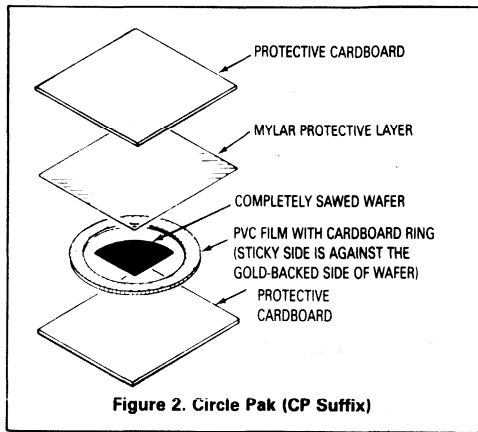 PROTECTIVE CARDBOARD
MYLAR PROTECTIVE LAYER
COMPLETELY SAWED WAFER
PVC FILM WITH CARDBOARD RING
(STICKY SIDE IS AGAINST THE
GOLD-BACKED SIDE OF WAFER)
PROTECTIVE
CARDBOARD
Figure 2. Circle Pak (CP Suffix)